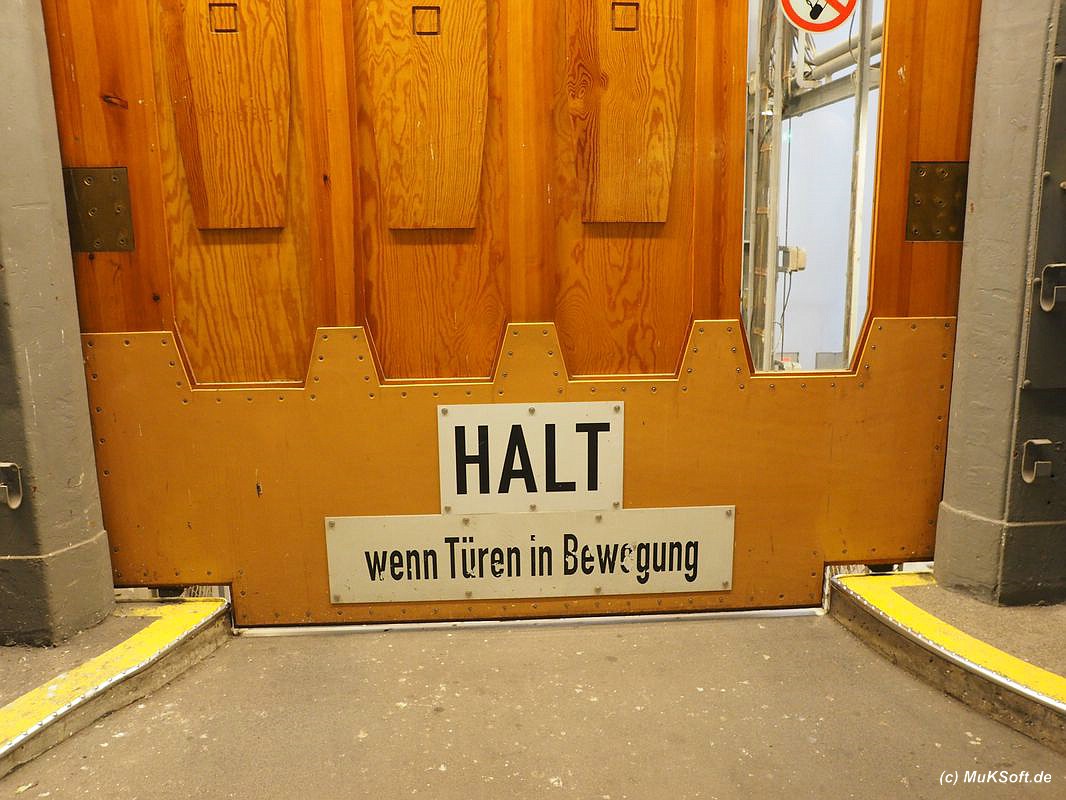 HALT
wenn Türen in Bewegung
(c) MuKSoft.de